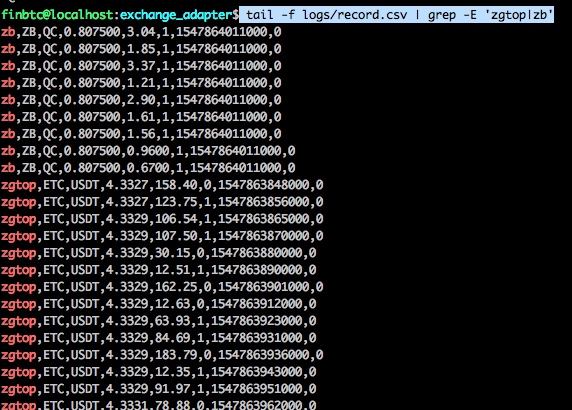 finbtc@localhost:exchange_adapter$ tail -f logs/record.csv | grep -E 'zgtop|zb'
zb,ZB,QC,0.807500,3.04,1,1547864011000,0
zb,ZB,QC,0.807500,1.85,1,1547864011000,0
zb,ZB,QC,0.807500,3.37,1,1547864011000,0
zb,ZB,QC,0.807500,1.21,1,1547864011000,0
zb,ZB,QC,0.807500,2.90,1,1547864011000,0
zb,ZB,QC,0.807500,1.61,1,1547864011000,0
zb,ZB,QC,0.807500,1.56,1,1547864011000,0
zb,ZB,QC,0.807500,0.9600,1,1547864011000,0
zb,ZB,QC,0.807500,0.6700,1,1547864011000,0
zgtop,ETC,USDT,4.3327,158.40,0,1547863848000,0
zgtop,ETC,USDT,4.3327,123.75,1,1547863856000,0
zgtop,ETC,USDT,4.3329,106.54,1,1547863865000,0
zgtop,ETC,USDT,4.3329,107.50,1,1547863870000,0
zgtop,ETC,USDT,4.3329,30.15,0,1547863880000,0
zgtop,ETC,USDT,4.3329,12.51,1,1547863890000,0
zgtop,ETC,USDT,4.3329,162.25,0,1547863901000,0
zgtop,ETC,USDT,4.3329,12.63,0,1547863912000,0
zgtop,ETC,USDT,4.3329,63.93,1,1547863923000,0
zgtop,ETC,USDT,4.3329,84.69,1,1547863931000,0
zgtop,ETC,USDT,4.3329,183.79,0,1547863936000,0
zgtop,ETC,USDT,4.3329,12.35,1,1547863943000,0
zgtop,ETC,USDT,4.3329,91.97,1,1547863951000,0
zgtop,ETC,USDT,4.3331,78.88,0,1547863962000,0